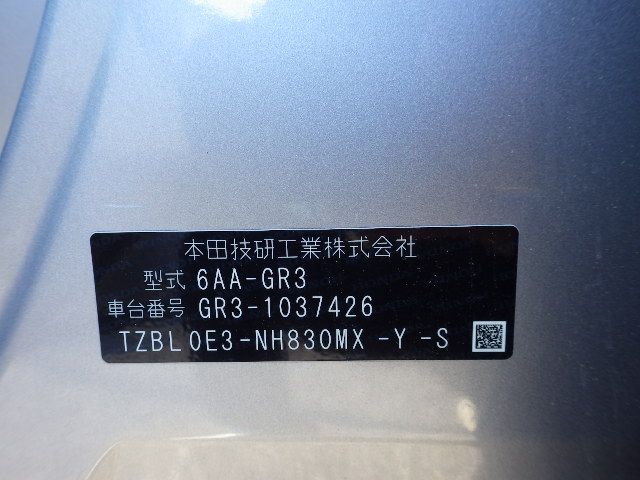 本田技研工業株式会社
型式 6AA-GR3
車台番号 GR3-1037426
TZBL0E3-NH830MX-Y-S